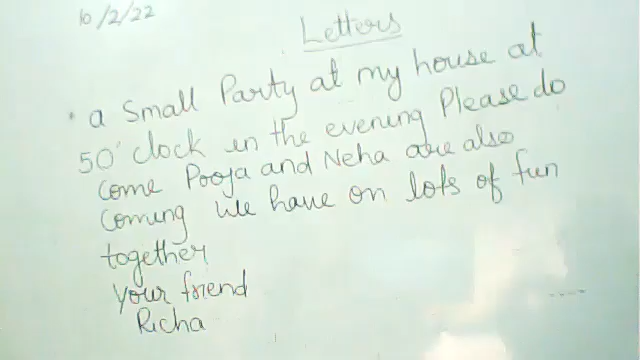 10/2/22
Letters
• a Small Party at my house at
50' clock in the evening Please do
come Pooja and Neha are also
coming We have on lots of fun
together
your friend
Richa